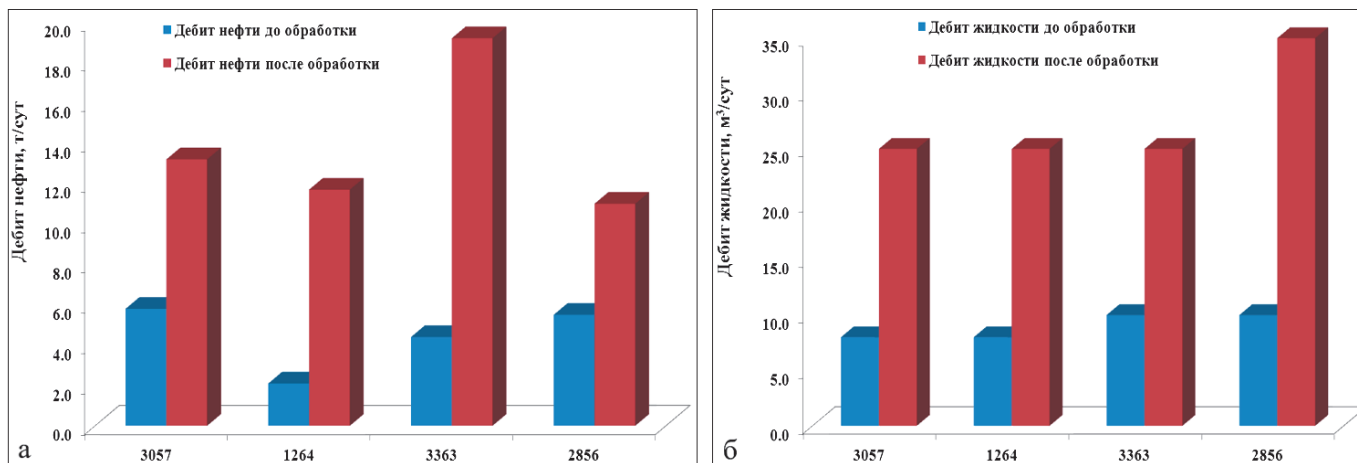 Дебит нефти до обработки
Дебит нефти после обработки
Дебит нефти, т/сут
20.0
18.0
16.0
14.0
12.0
10.0
8.0
6.0
4.0
2.0
0.0
3057 1264 3363 2856
а
Дебит жидкости до обработки
Дебит жидкости после обработки
Дебит жидкости, м³/сут
35.0
30.0
25.0
20.0
15.0
10.0
5.0
0.0
3057 1264 3363 2856
б